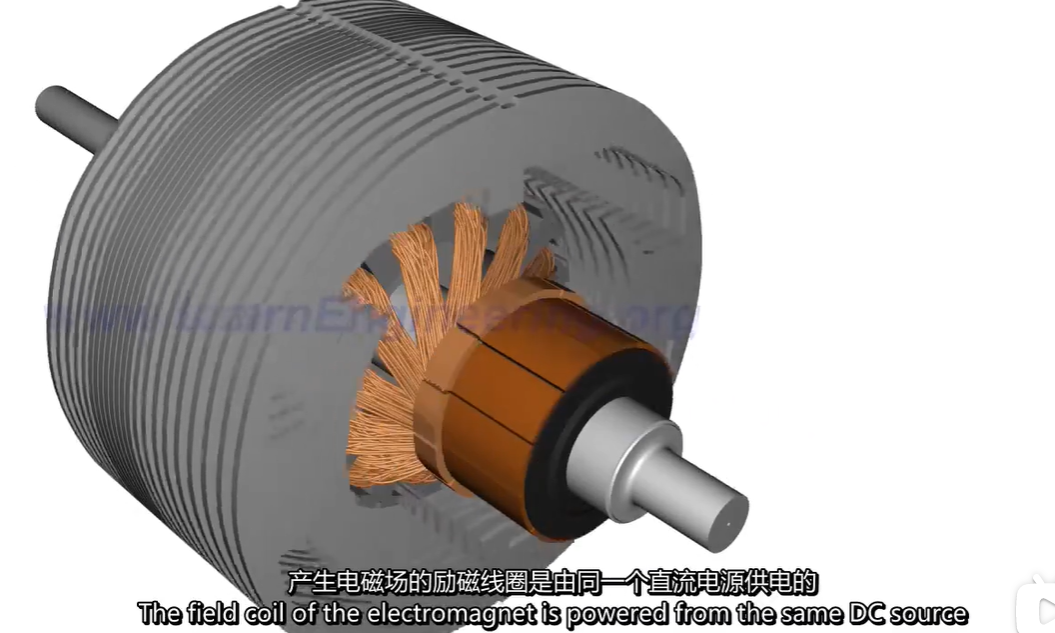 www.LearnEngineering.org
产生电磁场的励磁线圈是由同一个直流电源供电的
The field coil of the electromagnet is powered from the same DC source